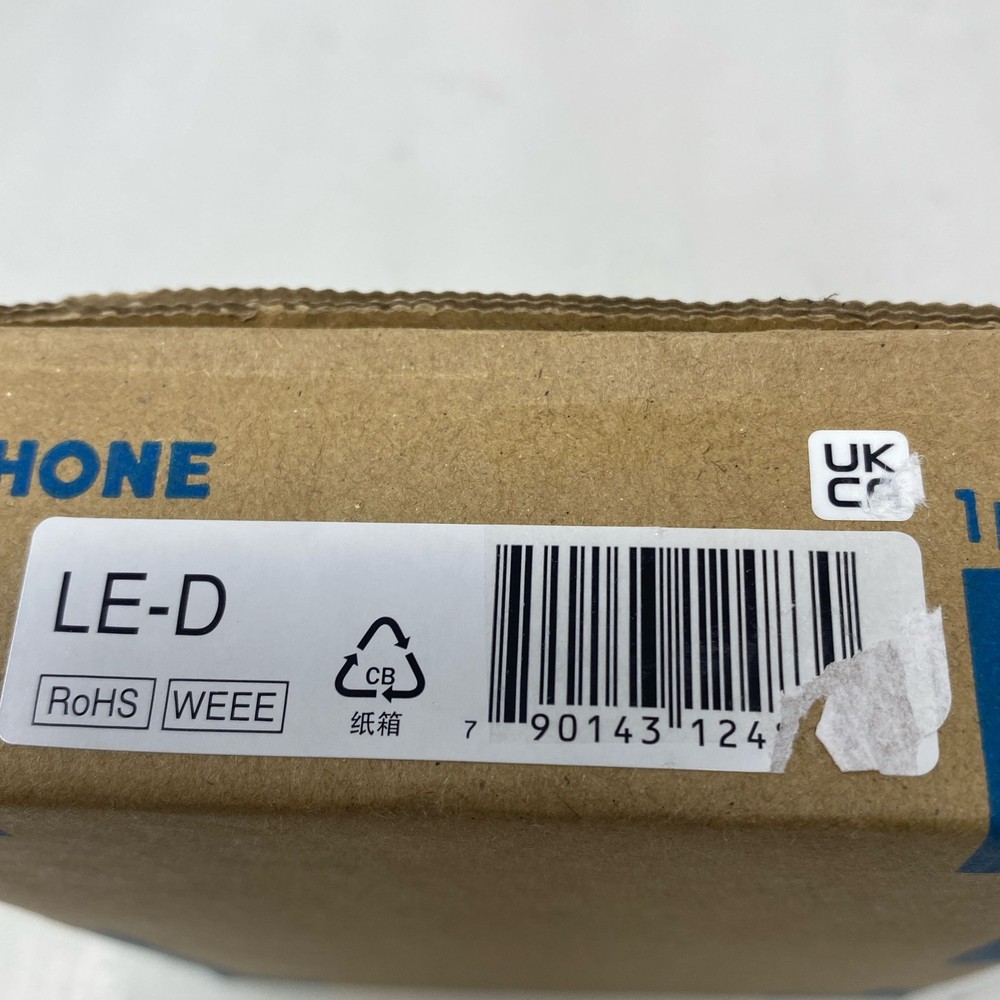 HONE
UK
LE-D
CB
RoHS WEEE
纸箱
7 90143 124